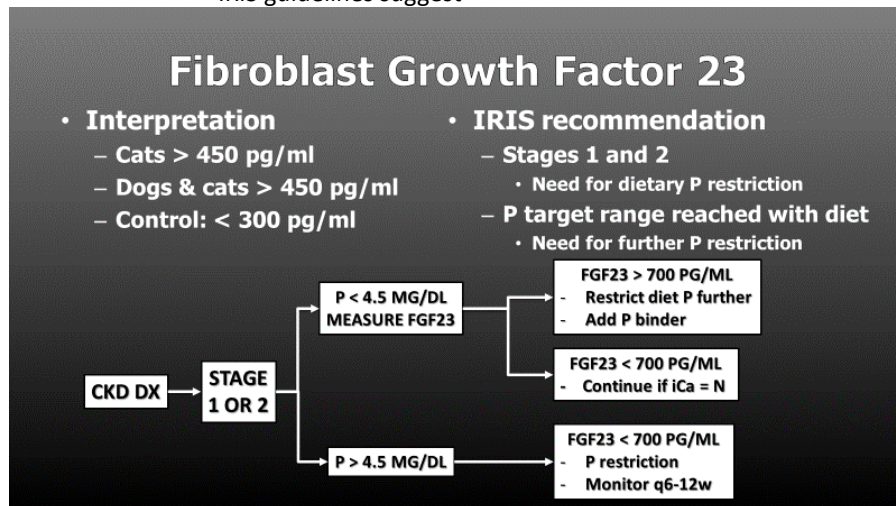 Fibroblast Growth Factor 23
• Interpretation
– Cats > 450 pg/ml
– Dogs & cats > 450 pg/ml
– Control: < 300 pg/ml
• IRIS recommendation
– Stages 1 and 2
• Need for dietary P restriction
– P target range reached with diet
• Need for further P restriction
CKD DX
STAGE
1 OR 2
P < 4.5 MG/DL
MEASURE FGF23
FGF23 > 700 PG/ML
- Restrict diet P further
- Add P binder
FGF23 < 700 PG/ML
- Continue if iCa = N
P > 4.5 MG/DL
FGF23 < 700 PG/ML
- P restriction
- Monitor q6-12w